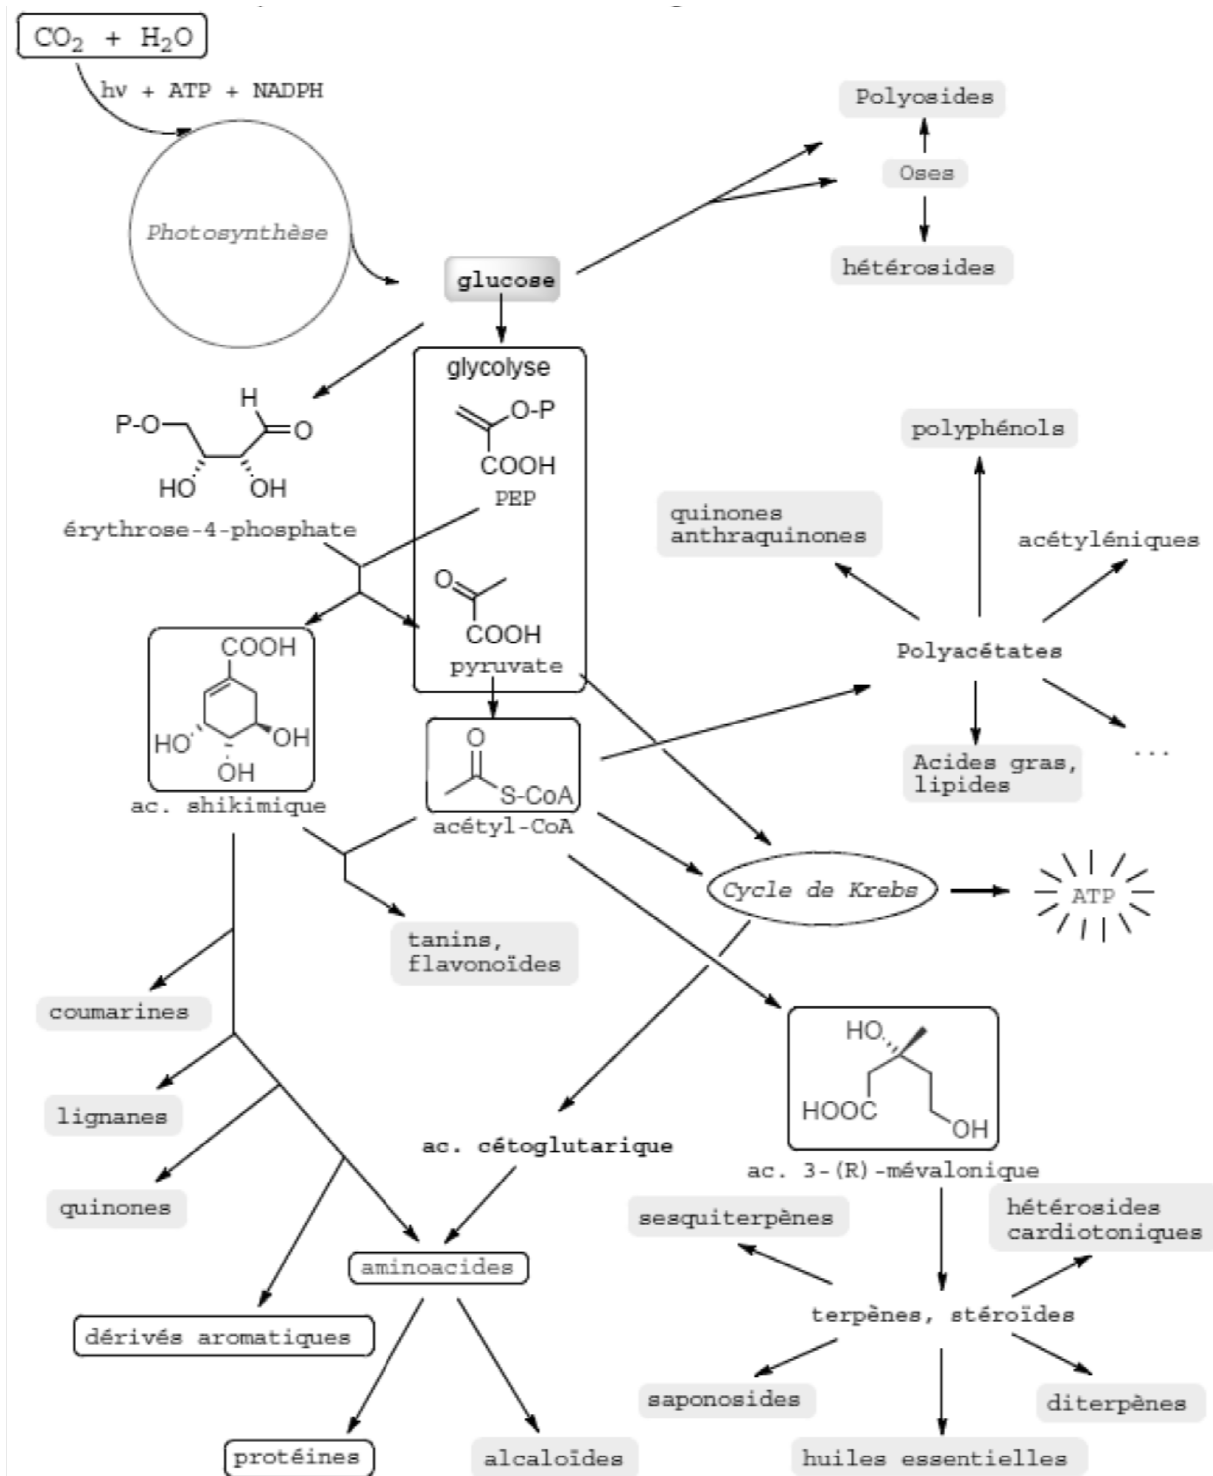 CO₂ + H₂O
hν + ATP + NADPH
Photosynthèse
Polyosides
Oses
hétérosides
glucose
glycolyse
O-P
COOH
PEP
H
P-O
O
HO
OH
érythrose-4-phosphate
O
COOH
pyruvate
polyphénols
quinones
anthraquinones
acétyléniques
Polyacétates
...
Acides gras,
lipides
COOH
HO
OH
OH
ac. shikimique
O
S-CoA
acétyl-CoA
Cycle de Krebs
ATP
tanins,
flavonoïdes
coumarines
lignanes
quinones
HO
HOOC
OH
ac. 3-(R)-mévalonique
ac. cétoglutarique
sesquiterpènes
hétérosides
cardiotoniques
aminoacides
terpènes, stéroïdes
dérivés aromatiques
saponosides
diterpènes
protéines
alcaloïdes
huiles essentielles